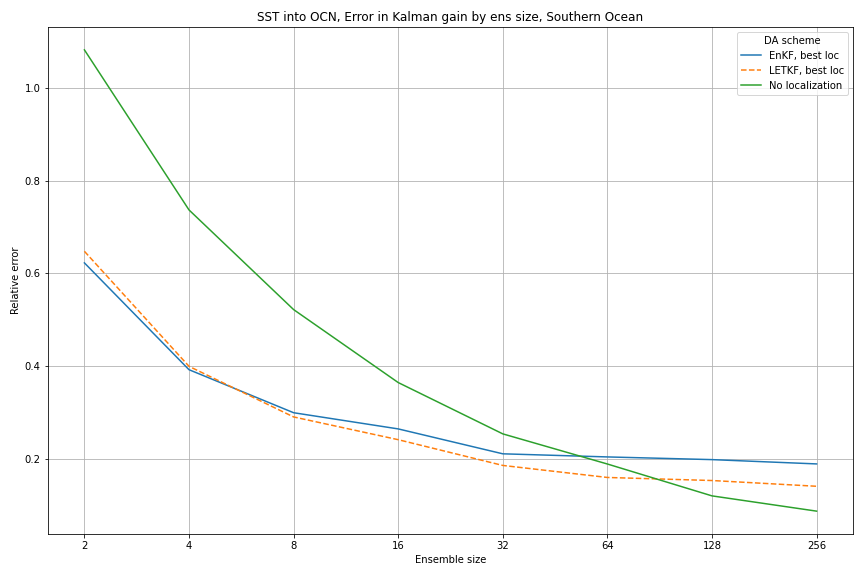 SST into OCN, Error in Kalman gain by ens size, Southern Ocean
DA scheme
EnKF, best loc
LETKF, best loc
No localization
1.0
0.8
0.6
0.4
0.2
Relative error
2 4 8 16 32 64 128 256
Ensemble size